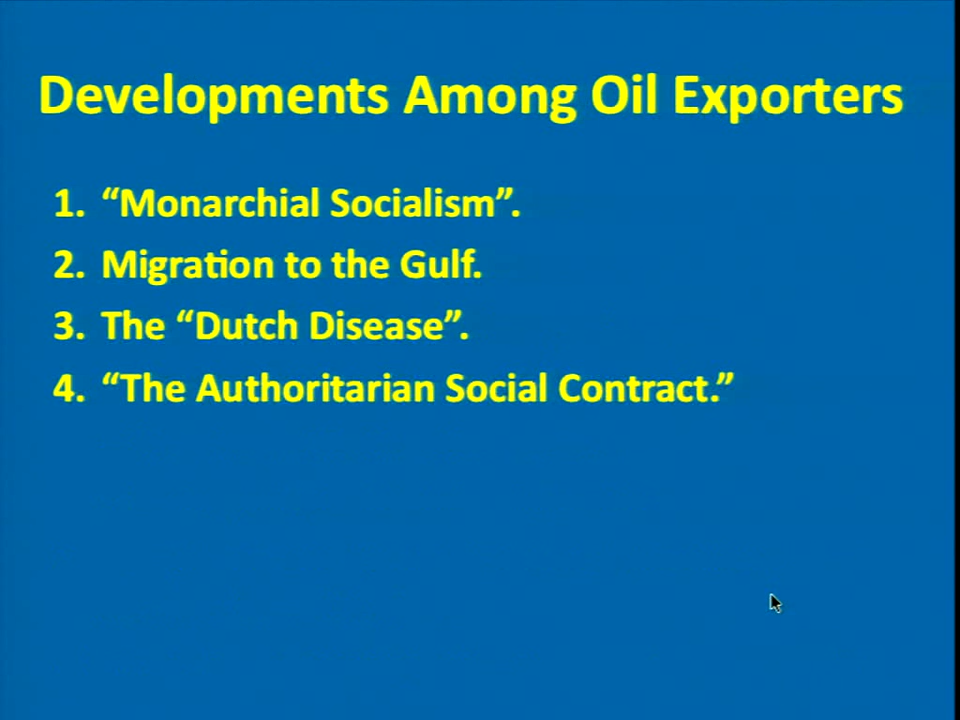 Developments Among Oil Exporters
1. “Monarchial Socialism”.
2. Migration to the Gulf.
3. The “Dutch Disease”.
4. “The Authoritarian Social Contract.”